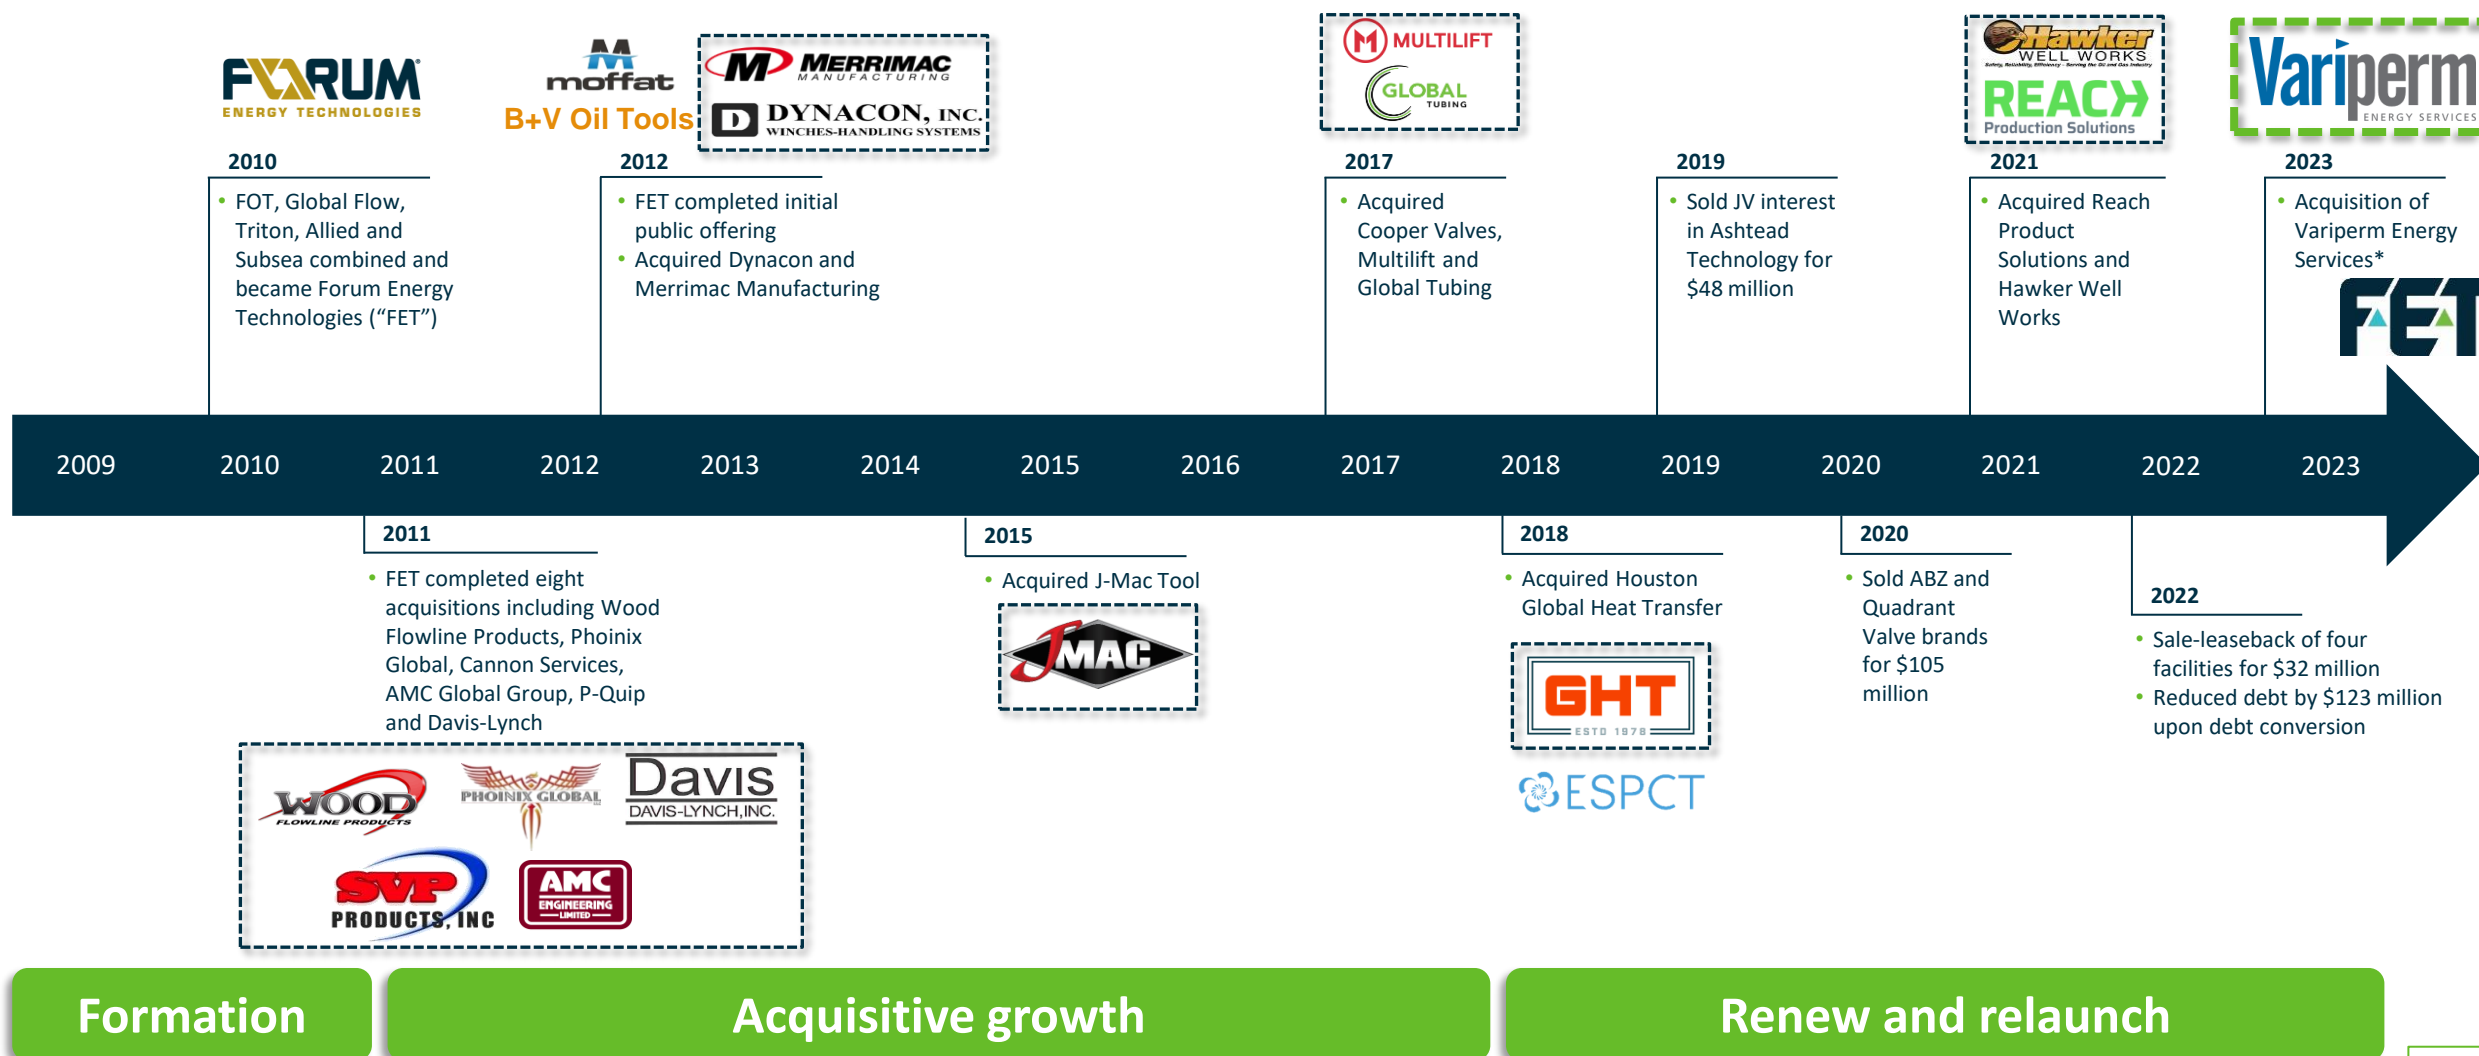 FORUM
ENERGY TECHNOLOGIES
moffat
B+V Oil Tools
MERRIMAC
MANUFACTURING
D DYNACON, INC.
WINCHES-HANDLING SYSTEMS
M MULTILIFT
GLOBAL
TUBING
Hawker
WELL WORKS
Safety, Reliability, Efficiency - Serving the Oil and Gas Industry
REACH
Production Solutions
Variperm
ENERGY SERVICES
2010
• FOT, Global Flow,
Triton, Allied and
Subsea combined and
became Forum Energy
Technologies (“FET”)
2012
• FET completed initial
public offering
• Acquired Dynacon and
Merrimac Manufacturing
2017
• Acquired
Cooper Valves,
Multilift and
Global Tubing
2019
• Sold JV interest
in Ashtead
Technology for
$48 million
2021
• Acquired Reach
Product
Solutions and
Hawker Well
Works
2023
• Acquisition of
Variperm Energy
Services*
FET
2009 2010 2011 2012 2013 2014 2015 2016 2017 2018 2019 2020 2021 2022 2023
2011
• FET completed eight
acquisitions including Wood
Flowline Products, Phoinix
Global, Cannon Services,
AMC Global Group, P-Quip
and Davis-Lynch
WOOD
FLOWLINE PRODUCTS
PHOINIX GLOBAL
Davis
DAVIS-LYNCH, INC.
SVP
PRODUCTS, INC
AMC
ENGINEERING
LIMITED
2015
• Acquired J-Mac Tool
JMAC
2018
• Acquired Houston
Global Heat Transfer
GHT
ESTD 1978
ESPCT
2020
• Sold ABZ and
Quadrant
Valve brands
for $105
million
2022
• Sale-leaseback of four
facilities for $32 million
• Reduced debt by $123 million
upon debt conversion
Formation
Acquisitive growth
Renew and relaunch